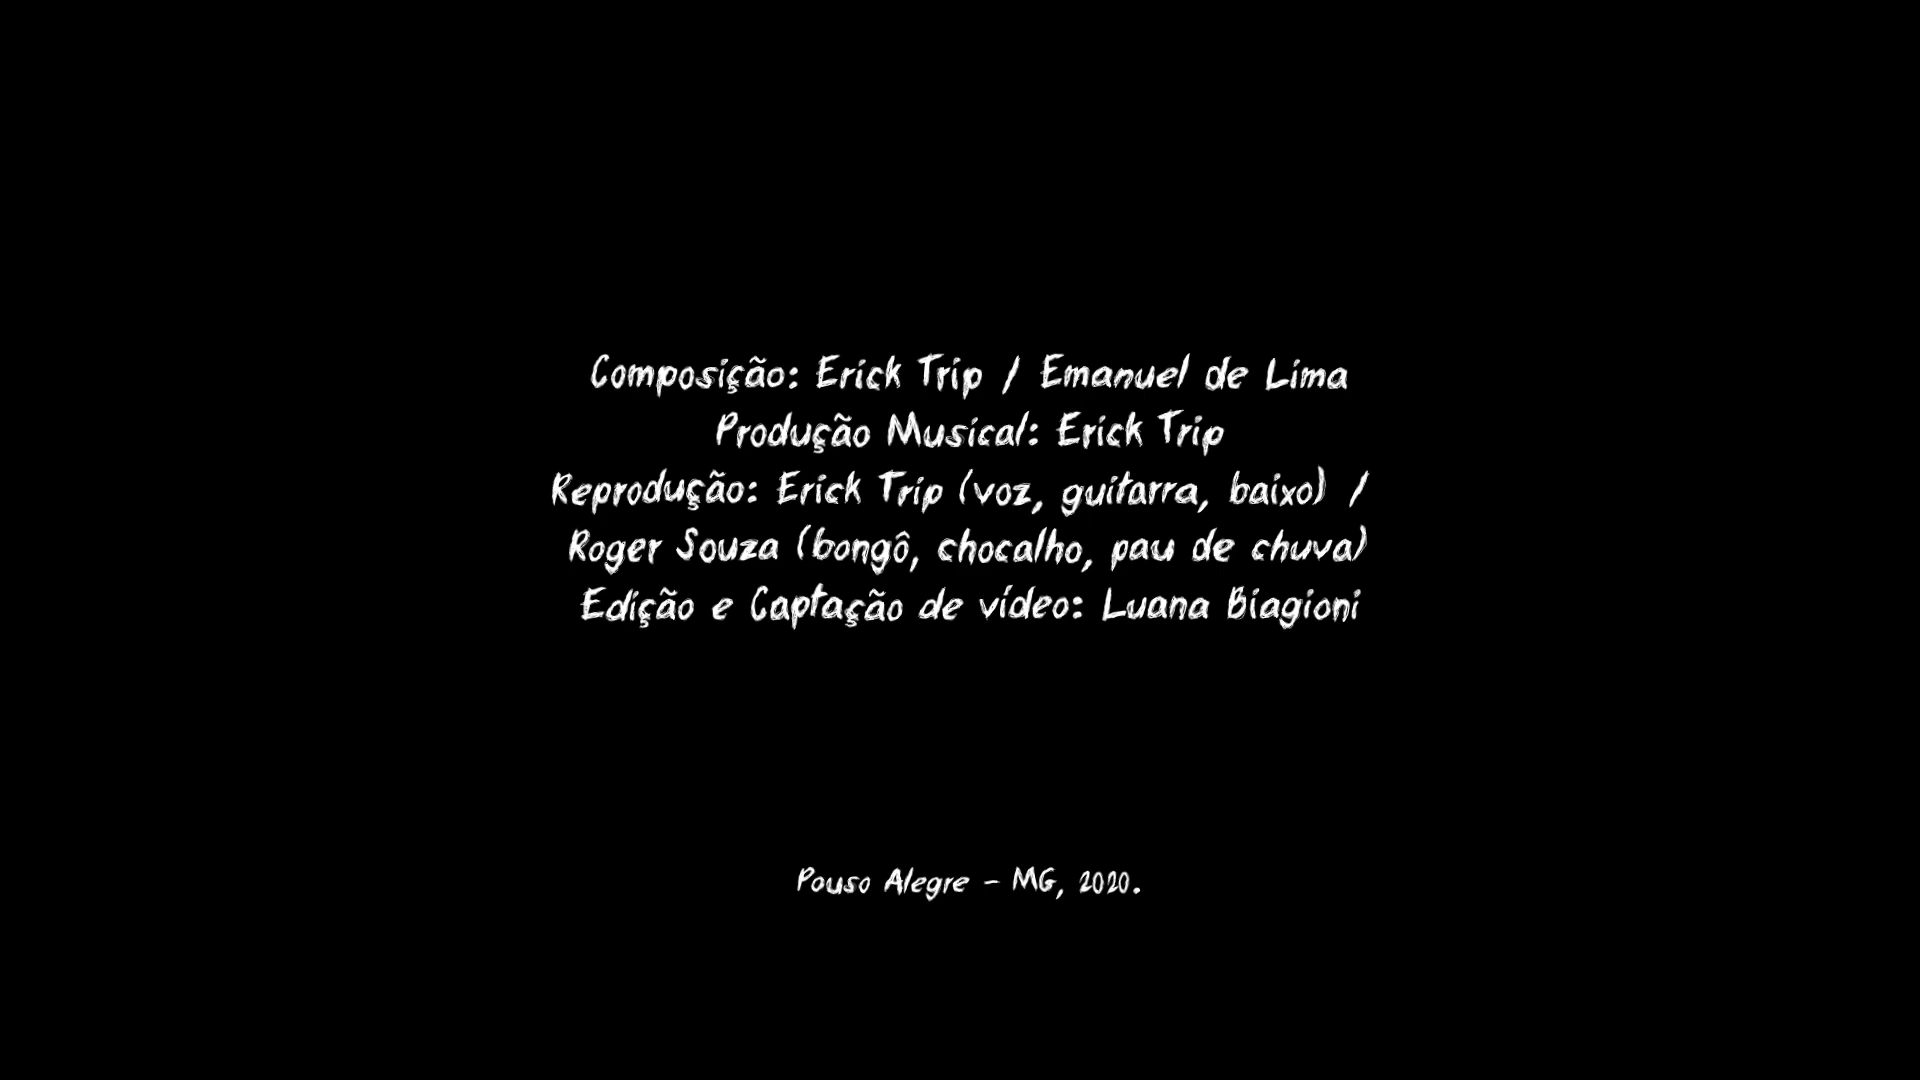 Composição: Erick Trip / Emanuel de Lima
Produção Musical: Erick Trip
Reprodução: Erick Trip (voz, guitarra, baixo) /
Roger Souza (bongô, chocalho, pau de chuva)
Edição e Captação de vídeo: Luana Biagioni
Pouso Alegre - MG, 2020.